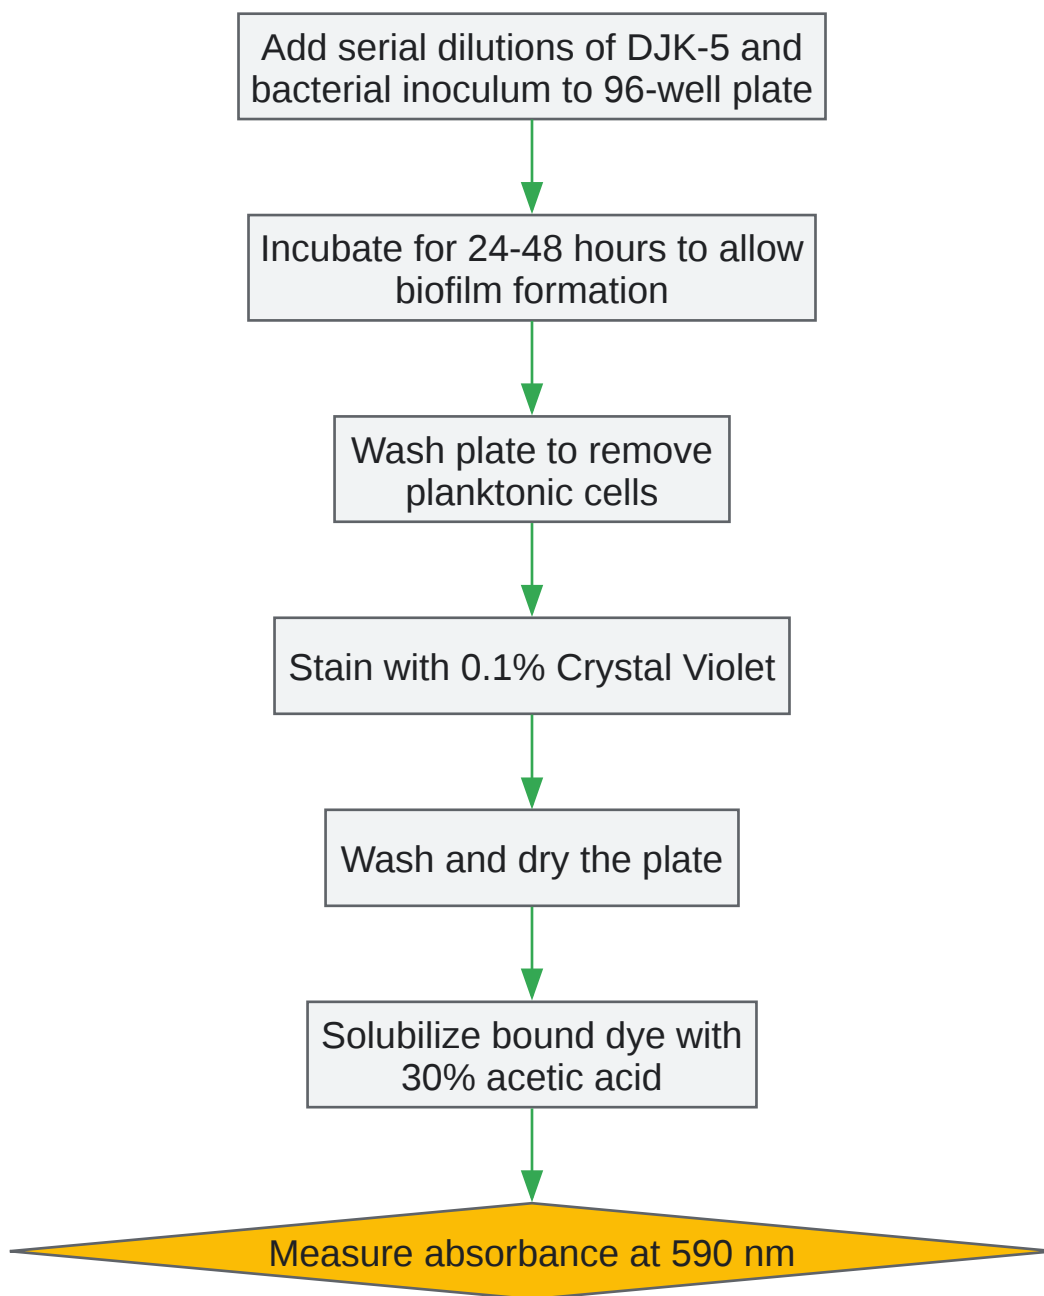 Add serial dilutions of DJK-5 and
bacterial inoculum to 96-well plate
Incubate for 24-48 hours to allow
biofilm formation
Wash plate to remove
planktonic cells
Stain with 0.1% Crystal Violet
Wash and dry the plate
Solubilize bound dye with
30% acetic acid
Measure absorbance at 590 nm